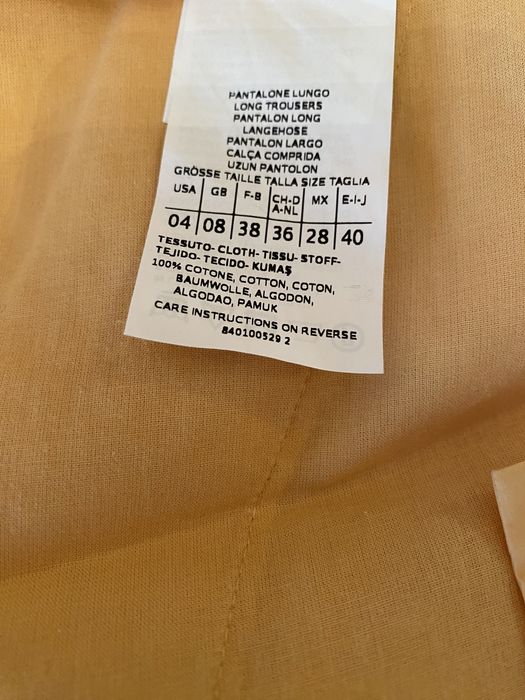 PANTALONE LUNGO
LONG TROUSERS
PANTALON LONG
LANGEHOSE
PANTALON LARGO
CALÇA COMPRIDA
UZUN PANTOLON
GRÖSSE TAILLE TALLA SIZE TAGLIA
USA GB F-B CH-D A-NL MX E-I-J
04 08 38 36 28 40
TESSUTO- CLOTH- TISSU- STOFF-
TEJIDO- TECIDO- KUMAŞ
100% COTONE, COTTON, COTON,
BAUMWOLLE, ALGODON,
ALGODAO, PAMUK
CARE INSTRUCTIONS ON REVERSE
840100529 2